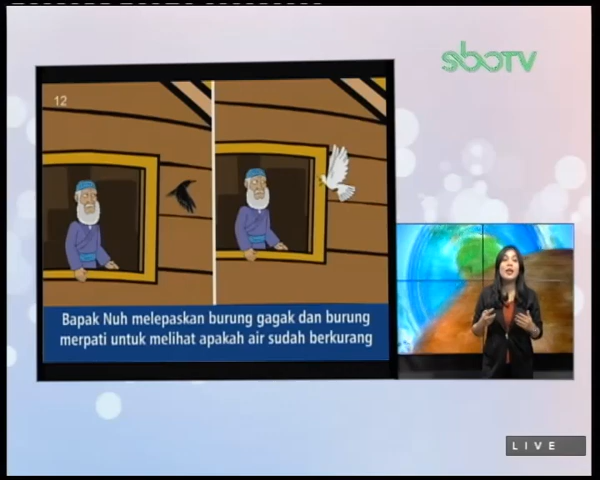 sboTV
12
Bapak Nuh melepaskan burung gagak dan burung
merpati untuk melihat apakah air sudah berkurang
LIVE